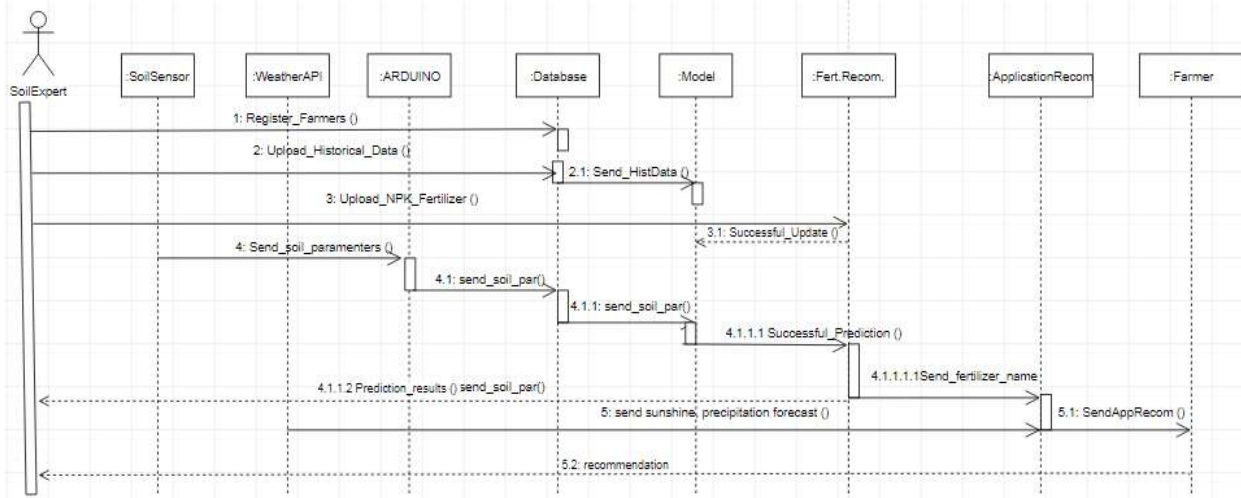 :SoilSensor
:WeatherAPI
:ARDUINO
:Database
:Model
:Fert.Recom.
:ApplicationRecom
:Farmer
SoilExpert
1: Register_Farmers ()
2: Upload_Historical_Data ()
2.1: Send_HistData ()
3: Upload_NPK_Fertilizer ()
3.1: Successful_Update ()
4: Send_soil_paramenters ()
4.1: send_soil_par()
4.1.1: send_soil_par()
4.1.1.1 Successful_Prediction ()
4.1.1.1.1Send_fertilizer_name
4.1.1.2 Prediction_results () send_soil_par()
5: send sunshine, precipitation forecast ()
5.1: SendAppRecom ()
5.2: recommendation